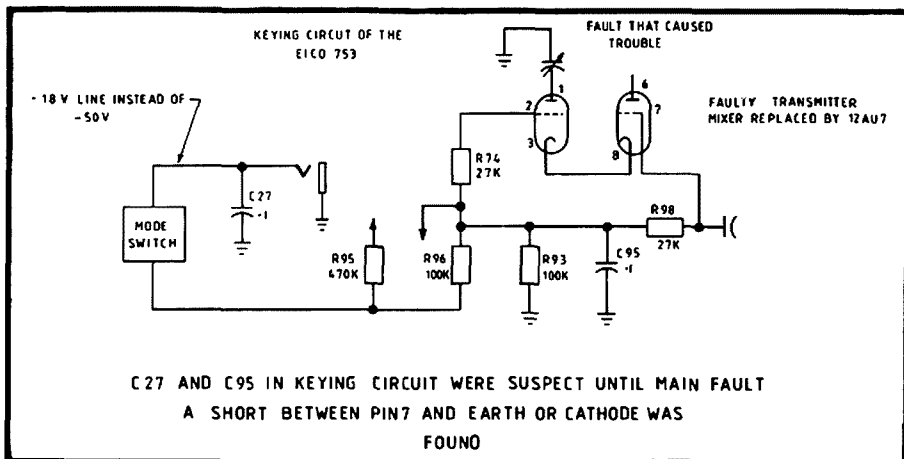 KEYING CIRCUT OF THE
EICO 753
FAULT THAT CAUSED
TROUBLE
- 18 V LINE INSTEAD OF
-50V
1
2
3
6
7
8
FAULTY TRANSMITTER
MIXER REPLACED BY 12AU7
R74
27K
C27
·1
MODE
SWITCH
R95
470K
R96
100K
R93
100K
C95
·1
R98
27K
C27 AND C95 IN KEYING CIRCUIT WERE SUSPECT UNTIL MAIN FAULT
A SHORT BETWEEN PIN7 AND EARTH OR CATHODE WAS
FOUND